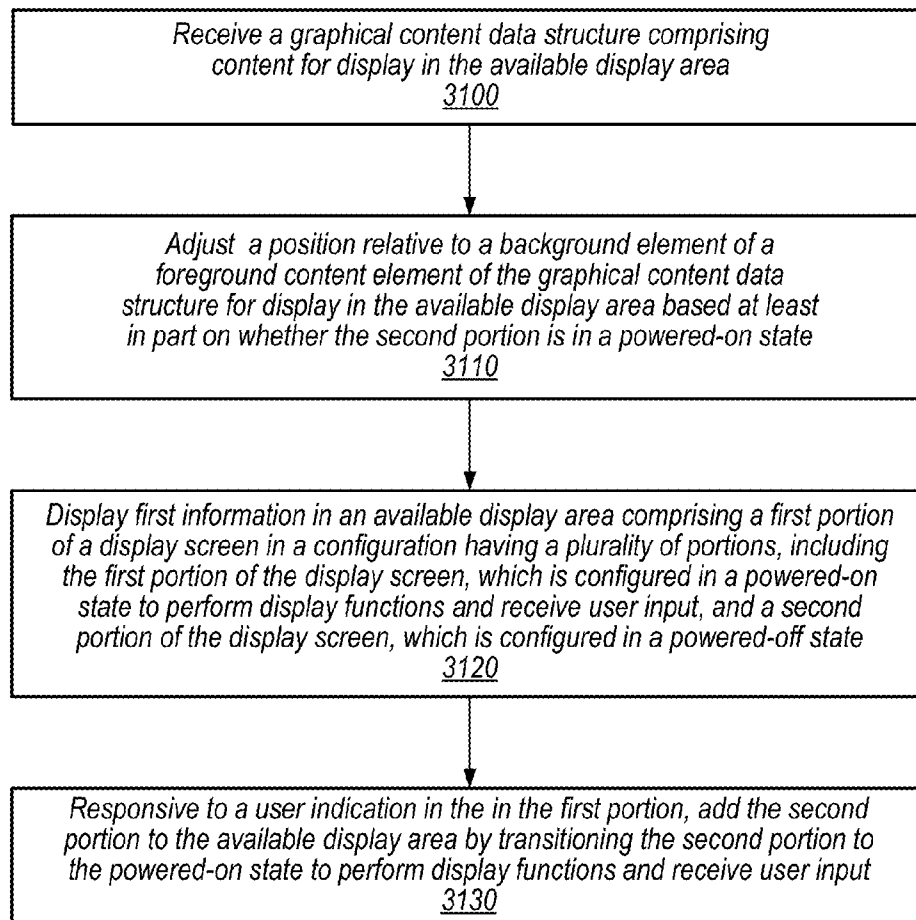 Receive a graphical content data structure comprising
content for display in the available display area
3100
Adjust a position relative to a background element of a
foreground content element of the graphical content data
structure for display in the available display area based at least
in part on whether the second portion is in a powered-on state
3110
Display first information in an available display area comprising a first portion
of a display screen in a configuration having a plurality of portions, including
the first portion of the display screen, which is configured in a powered-on
state to perform display functions and receive user input, and a second
portion of the display screen, which is configured in a powered-off state
3120
Responsive to a user indication in the in the first portion, add the second
portion to the available display area by transitioning the second portion to
the powered-on state to perform display functions and receive user input
3130